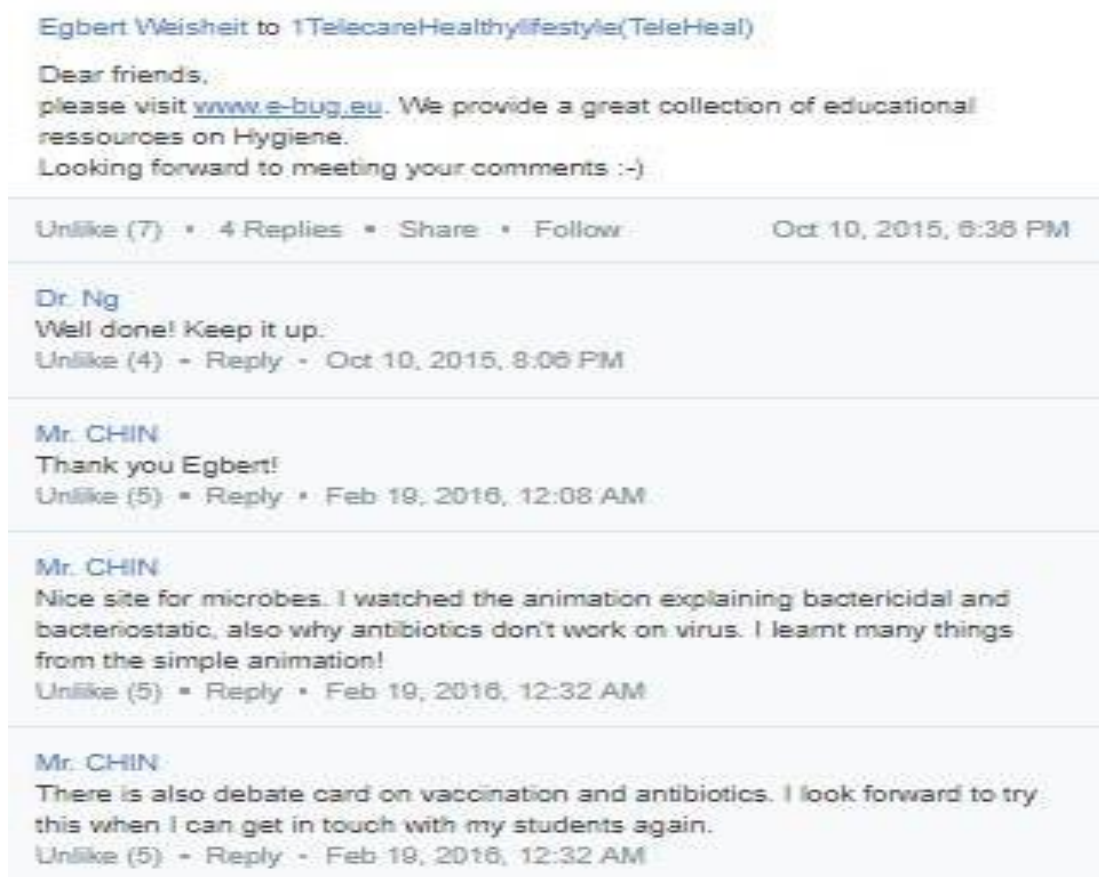 Egbert Weisheit to 1TelecareHealthylifestyle(TeleHeal)
Dear friends,
please visit www.e-bug.eu. We provide a great collection of educational
ressources on Hygiene.
Looking forward to meeting your comments :-)
Unlike (7) • 4 Replies • Share • Follow Oct 10, 2015, 6:36 PM
Dr. Ng
Well done! Keep it up.
Unlike (4) • Reply • Oct 10, 2015, 8:06 PM
Mr. CHIN
Thank you Egbert!
Unlike (5) • Reply • Feb 19, 2016, 12:08 AM
Mr. CHIN
Nice site for microbes. I watched the animation explaining bactericidal and
bacteriostatic, also why antibiotics don't work on virus. I learnt many things
from the simple animation!
Unlike (5) • Reply • Feb 19, 2016, 12:32 AM
Mr. CHIN
There is also debate card on vaccination and antibiotics. I look forward to try
this when I can get in touch with my students again.
Unlike (5) • Reply • Feb 19, 2016, 12:32 AM